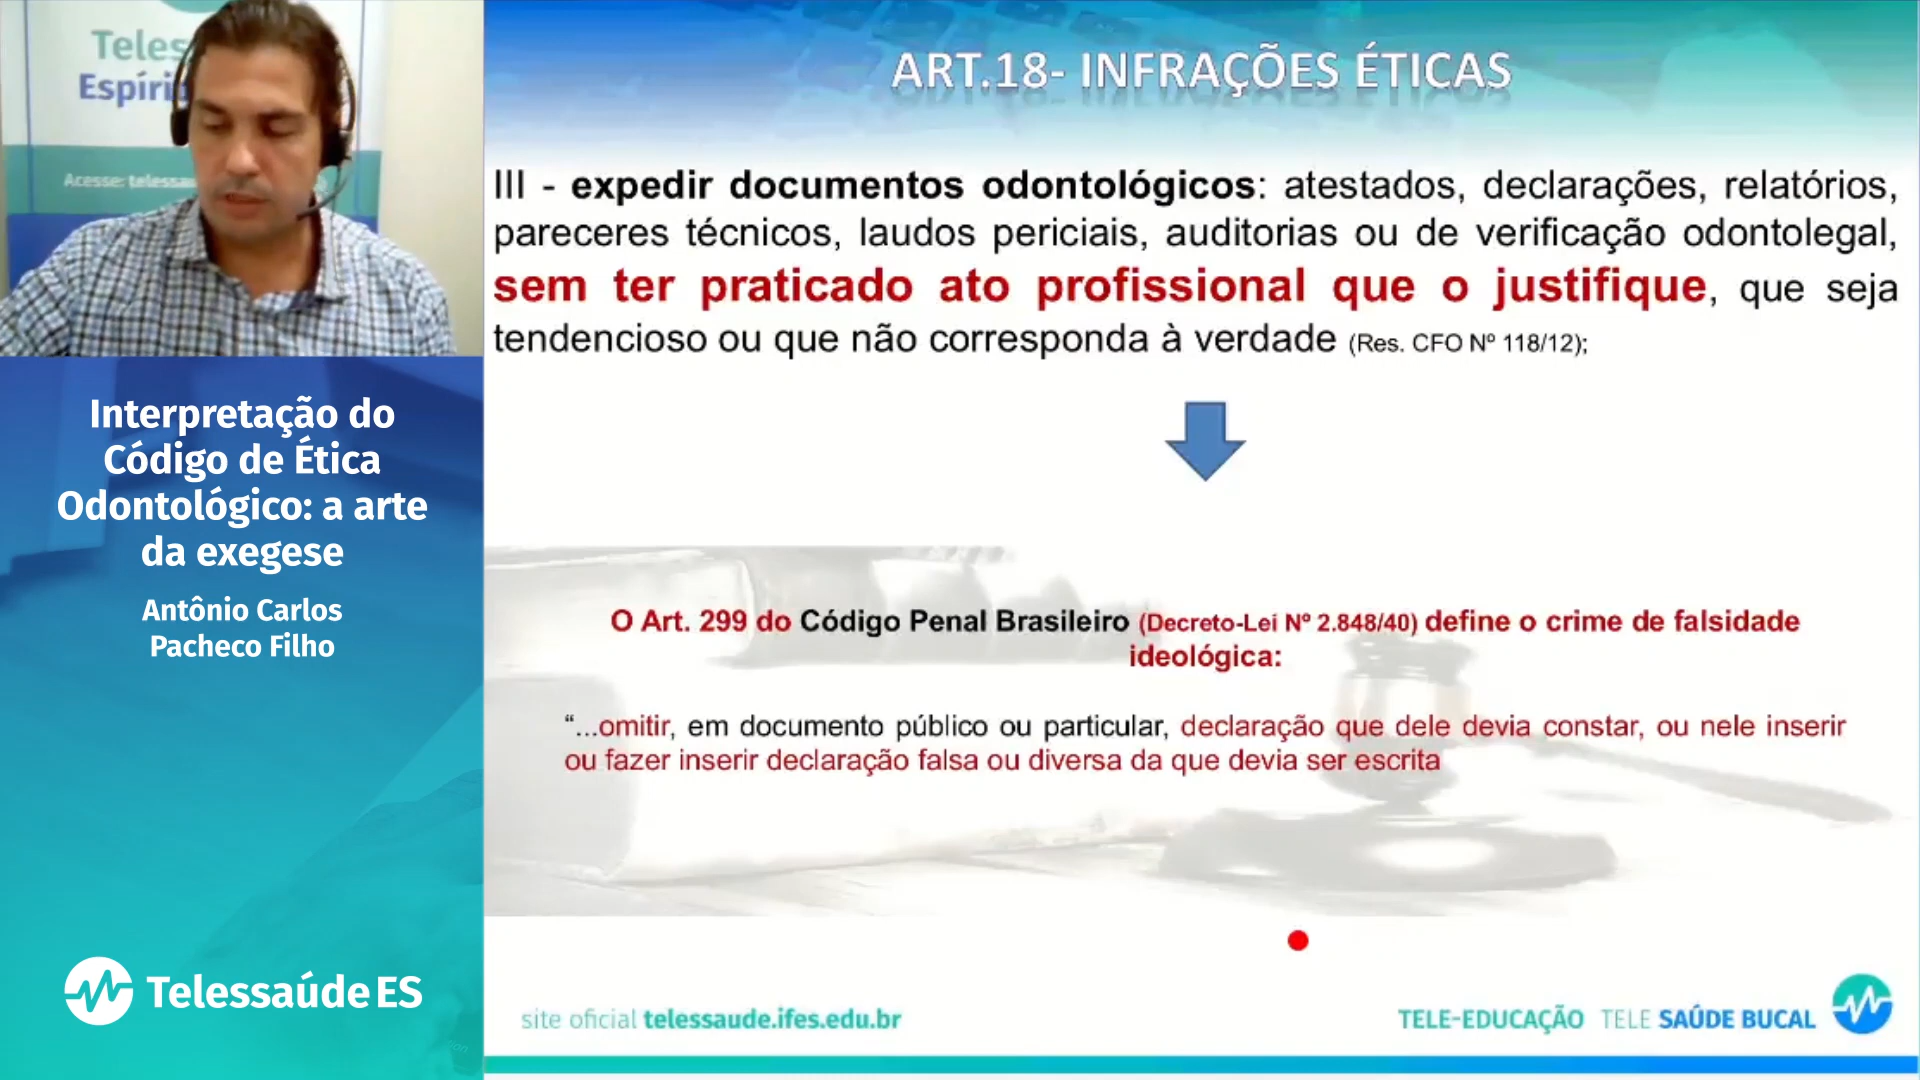 Teles
Espíri
Acesse: telessa
Interpretação do
Código de Ética
Odontológico: a arte
da exegese
Antônio Carlos
Pacheco Filho
TelessaúdeES
ART.18- INFRAÇÕES ÉTICAS
III - expedir documentos odontológicos: atestados, declarações, relatórios,
pareceres técnicos, laudos periciais, auditorias ou de verificação odontolegal,
sem ter praticado ato profissional que o justifique, que seja
tendencioso ou que não corresponda à verdade (Res. CFO Nº 118/12);
O Art. 299 do Código Penal Brasileiro (Decreto-Lei Nº 2.848/40) define o crime de falsidade
ideológica:
“...omitir, em documento público ou particular, declaração que dele devia constar, ou nele inserir
ou fazer inserir declaração falsa ou diversa da que devia ser escrita
site oficial telessaude.ifes.edu.br
TELE-EDUCAÇÃO TELE SAÚDE BUCAL